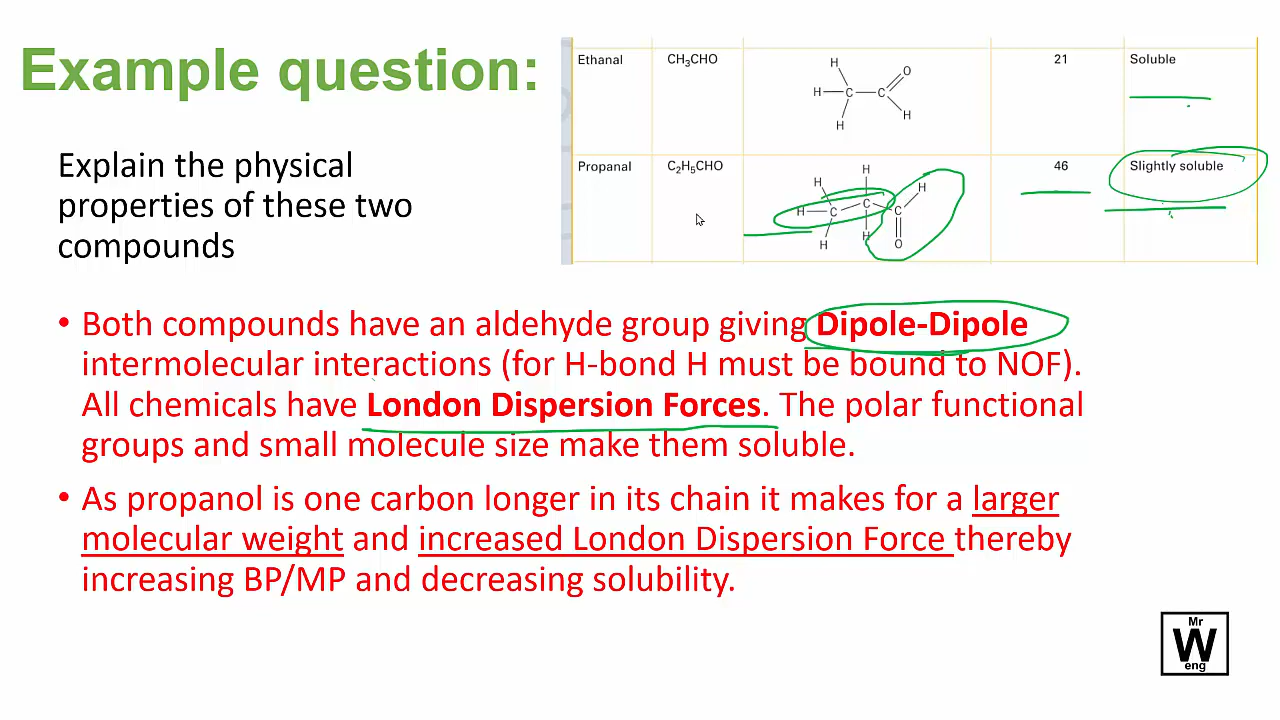 Example question:
Explain the physical
properties of these two
compounds
Ethanal CH₃CHO 21 Soluble
H O
H C C
H H
Propanal C₂H₅CHO 46 Slightly soluble
H H H
H C C C
H H O
• Both compounds have an aldehyde group giving Dipole-Dipole
intermolecular interactions (for H-bond H must be bound to NOF).
All chemicals have London Dispersion Forces. The polar functional
groups and small molecule size make them soluble.
• As propanol is one carbon longer in its chain it makes for a larger
molecular weight and increased London Dispersion Force thereby
increasing BP/MP and decreasing solubility.
Mr
W
eng